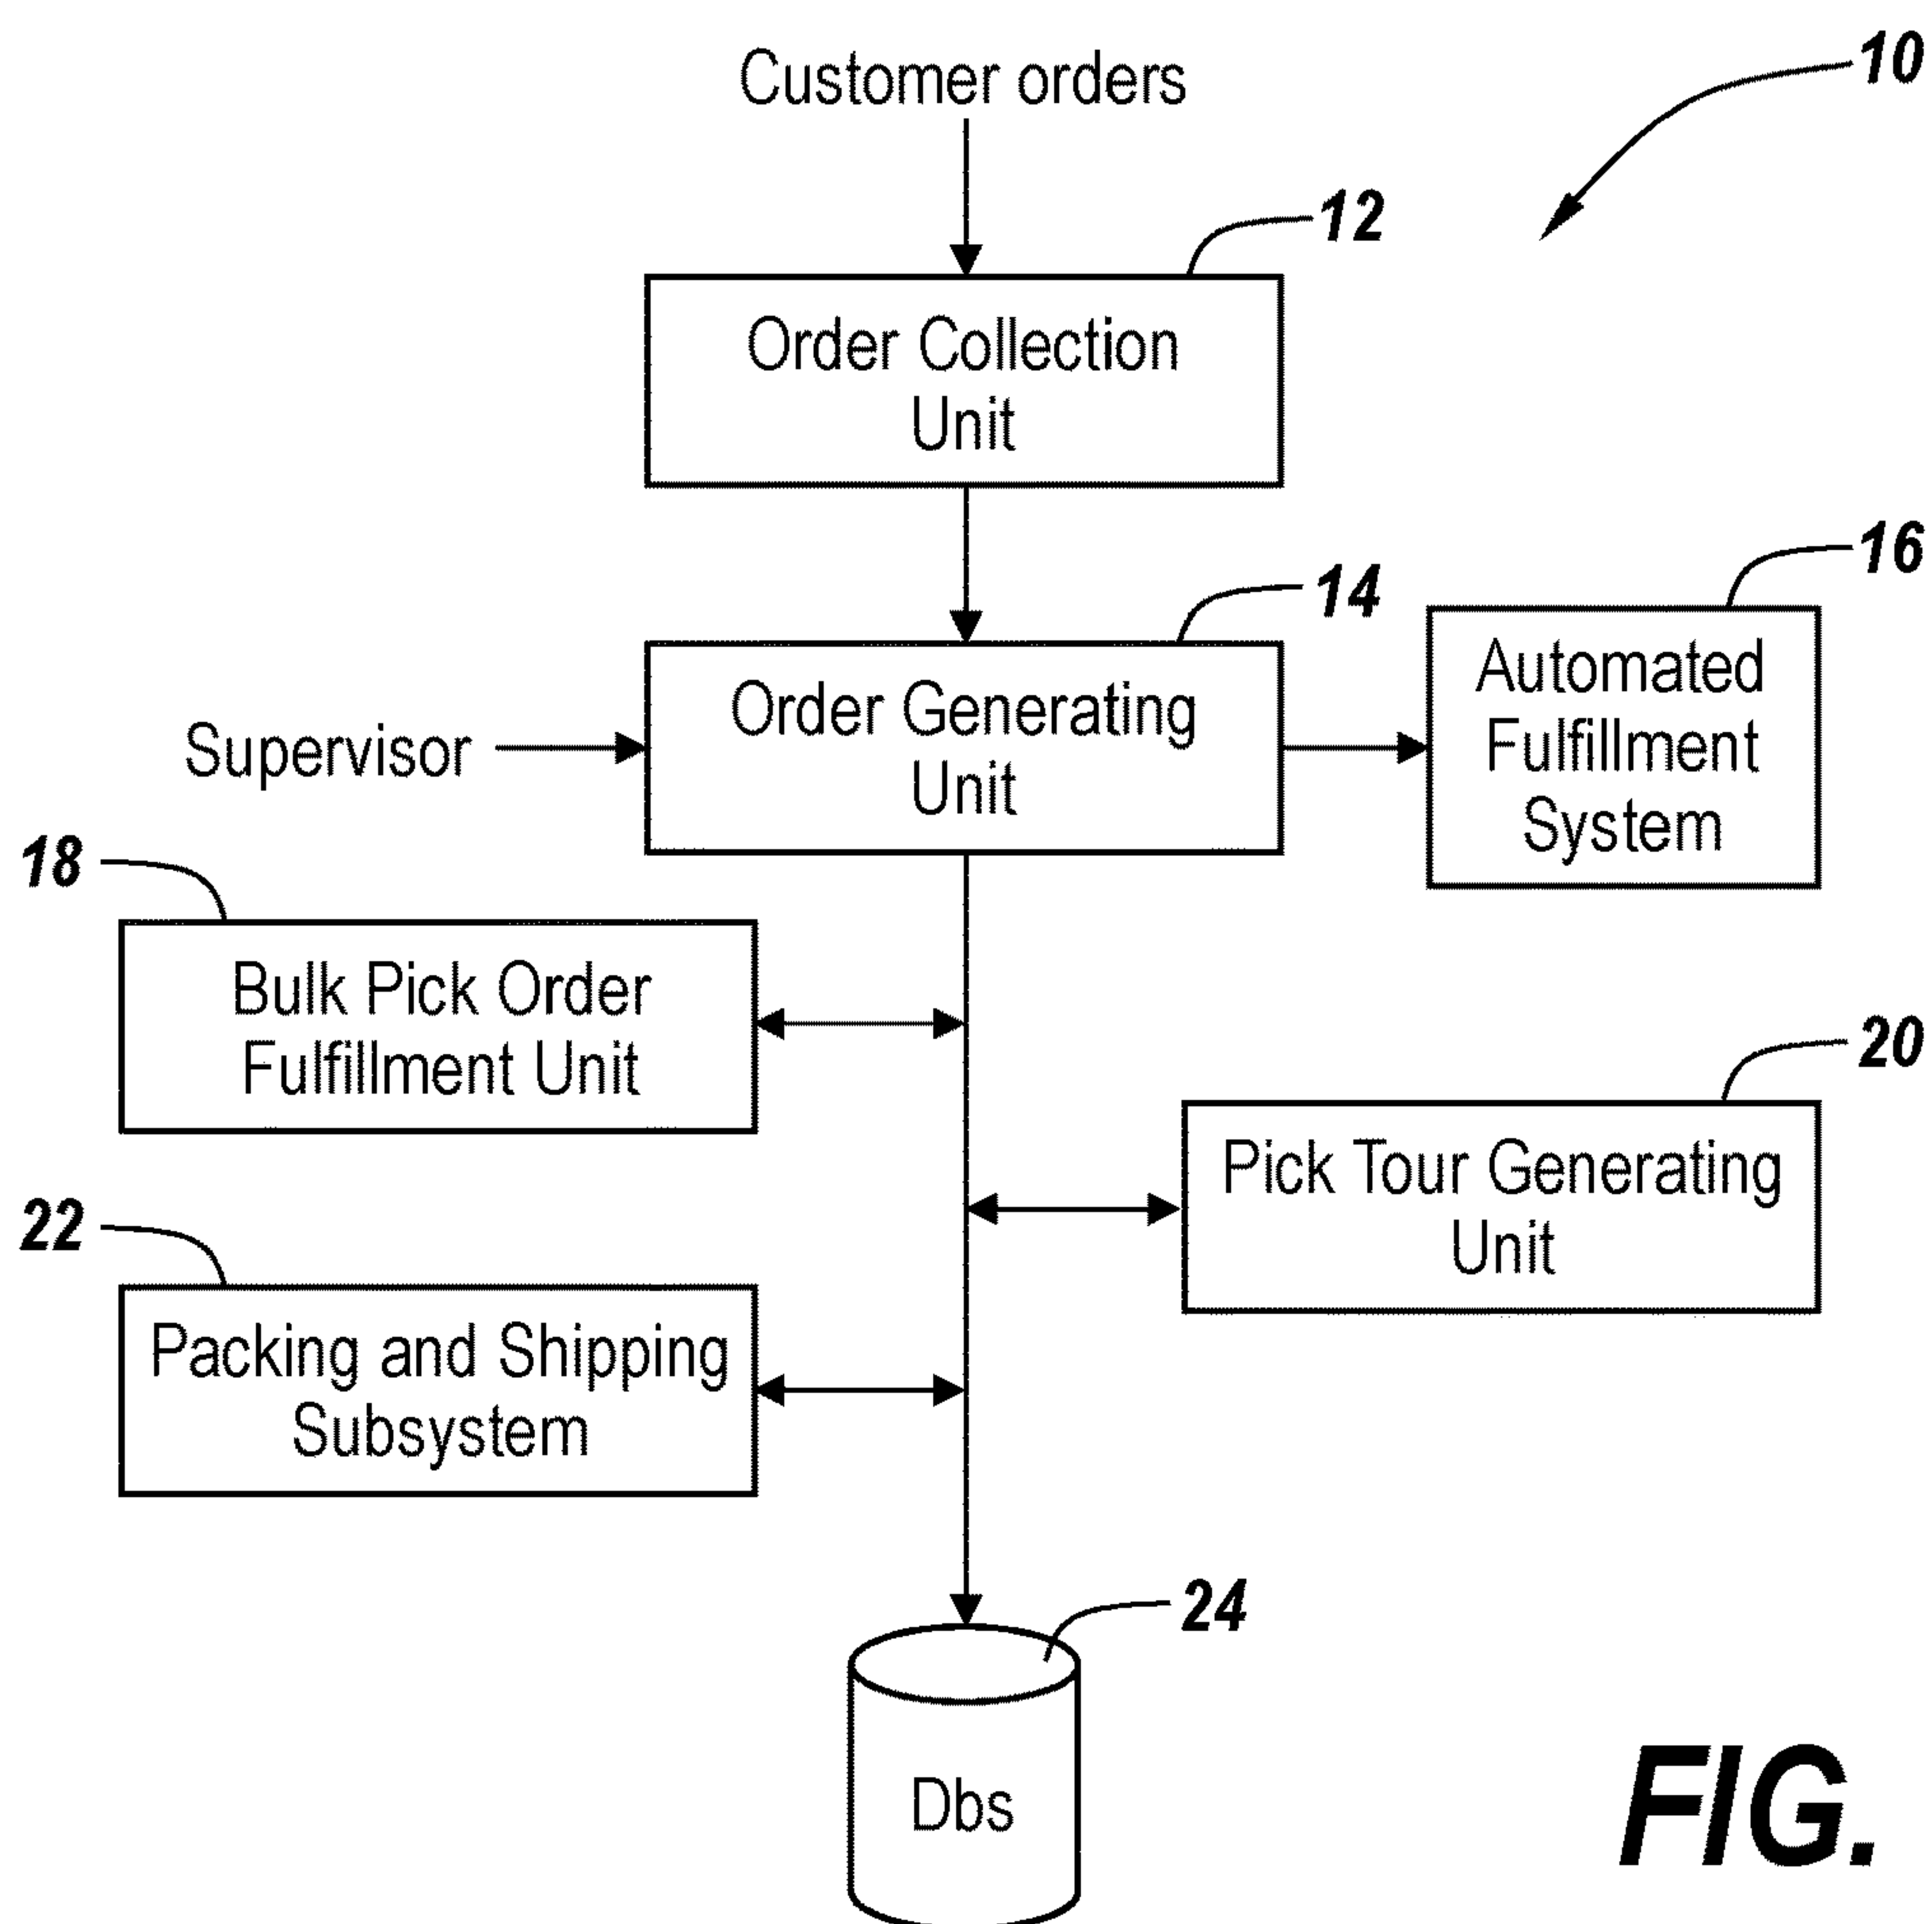 Customer orders
10
12
Order Collection
Unit
14
16
Order Generating
Unit
Automated
Fulfillment
System
Supervisor
18
Bulk Pick Order
Fulfillment Unit
20
Pick Tour Generating
Unit
22
Packing and Shipping
Subsystem
24
Dbs
FIG.